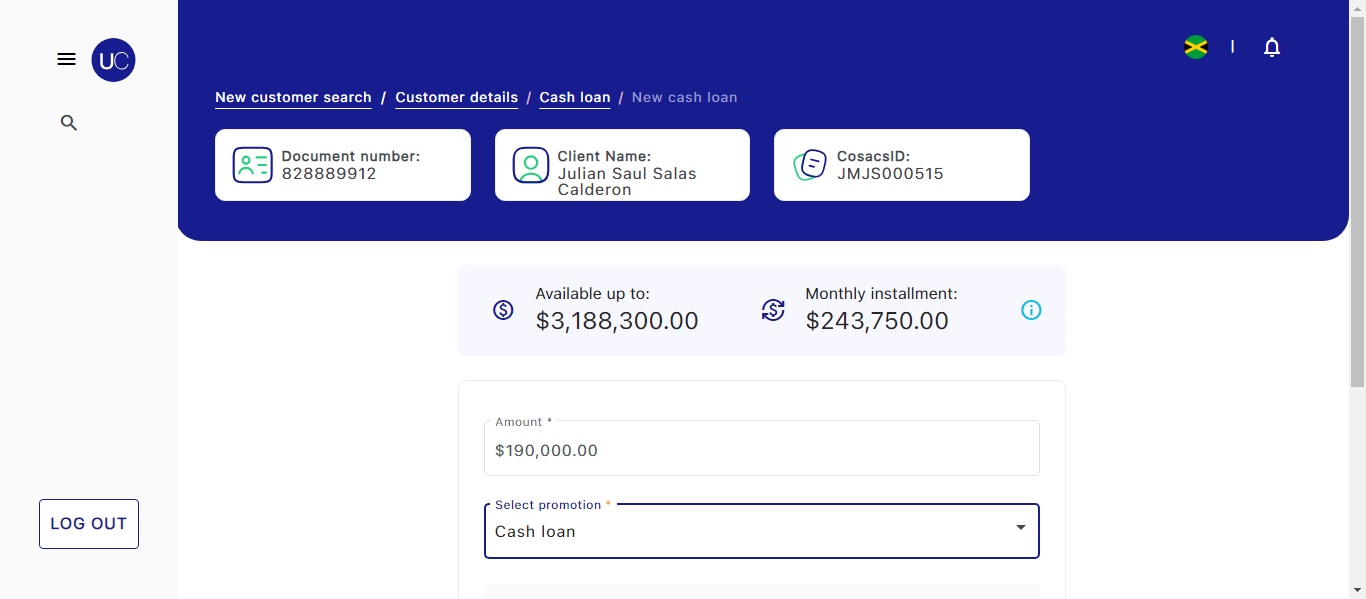 UC
New customer search / Customer details / Cash loan / New cash loan
Document number:
828889912
Client Name:
Julian Saul Salas
Calderon
CosacsID:
JMJS000515
Available up to:
$3,188,300.00
Monthly installment:
$243,750.00
Amount *
$190,000.00
Select promotion *
Cash loan
LOG OUT